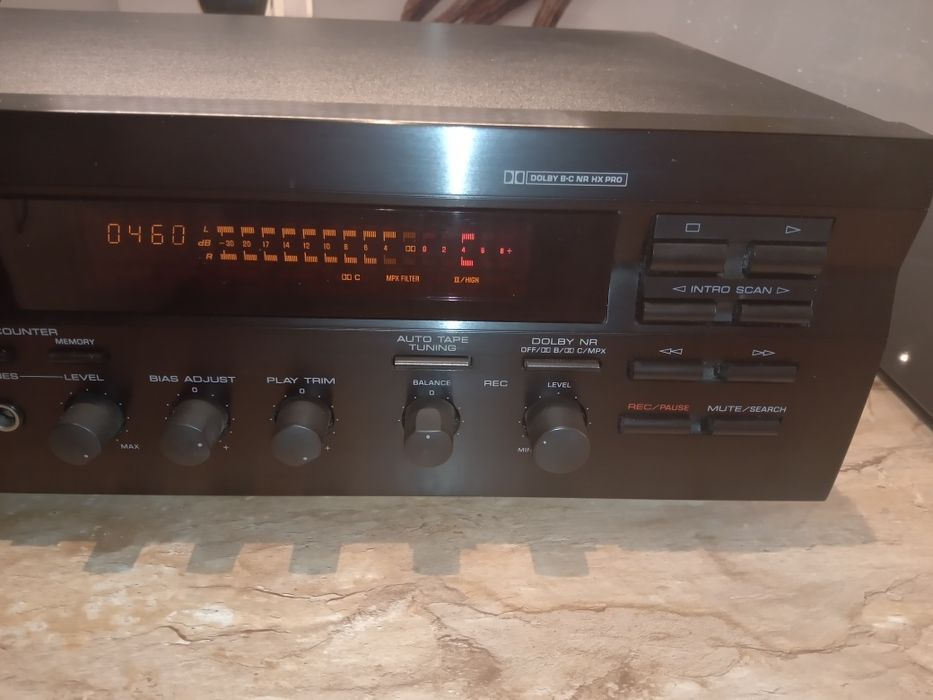 DOLBY B·C NR HX PRO
0460
L
dB -30 20 17 14 12 10 8 6 4 0 2 4 6 8+
R
C MPX FILTER II/HIGH
INTRO SCAN
COUNTER
MEMORY
AUTO TAPE
TUNING
DOLBY NR
OFF/ B/ C/MPX
LEVEL
BIAS ADJUST
PLAY TRIM
BALANCE
REC
LEVEL
0
0
0
REC/PAUSE
MUTE/SEARCH
MAX
+
+